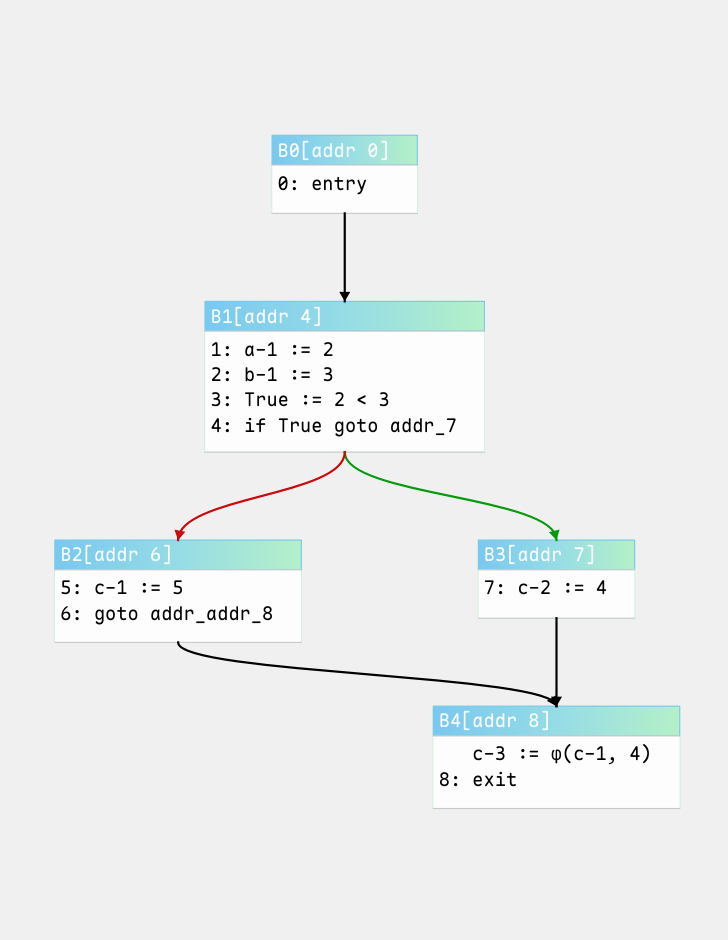 B0[addr 0]
0: entry
B1[addr 4]
1: a-1 := 2
2: b-1 := 3
3: True := 2 < 3
4: if True goto addr_7
B2[addr 6]
5: c-1 := 5
6: goto addr_addr_8
B3[addr 7]
7: c-2 := 4
B4[addr 8]
c-3 := φ(c-1, 4)
8: exit